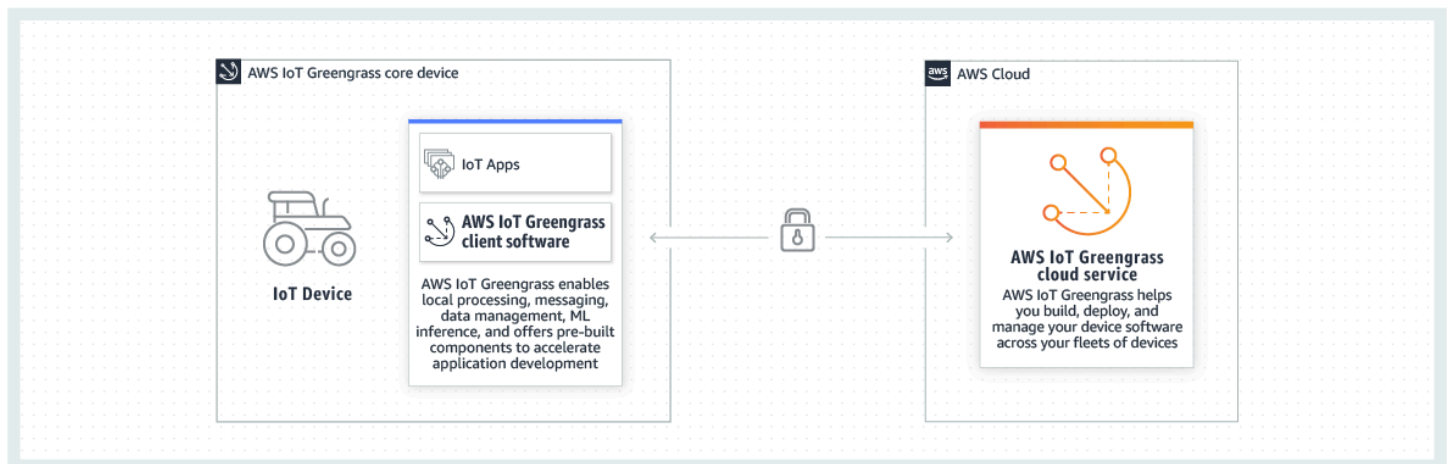 AWS IoT Greengrass core device
IoT Device
IoT Apps
AWS IoT Greengrass
client software
AWS IoT Greengrass enables
local processing, messaging,
data management, ML
inference, and offers pre-built
components to accelerate
application development
aws
AWS Cloud
AWS IoT Greengrass
cloud service
AWS IoT Greengrass helps
you build, deploy, and
manage your device software
across your fleets of devices